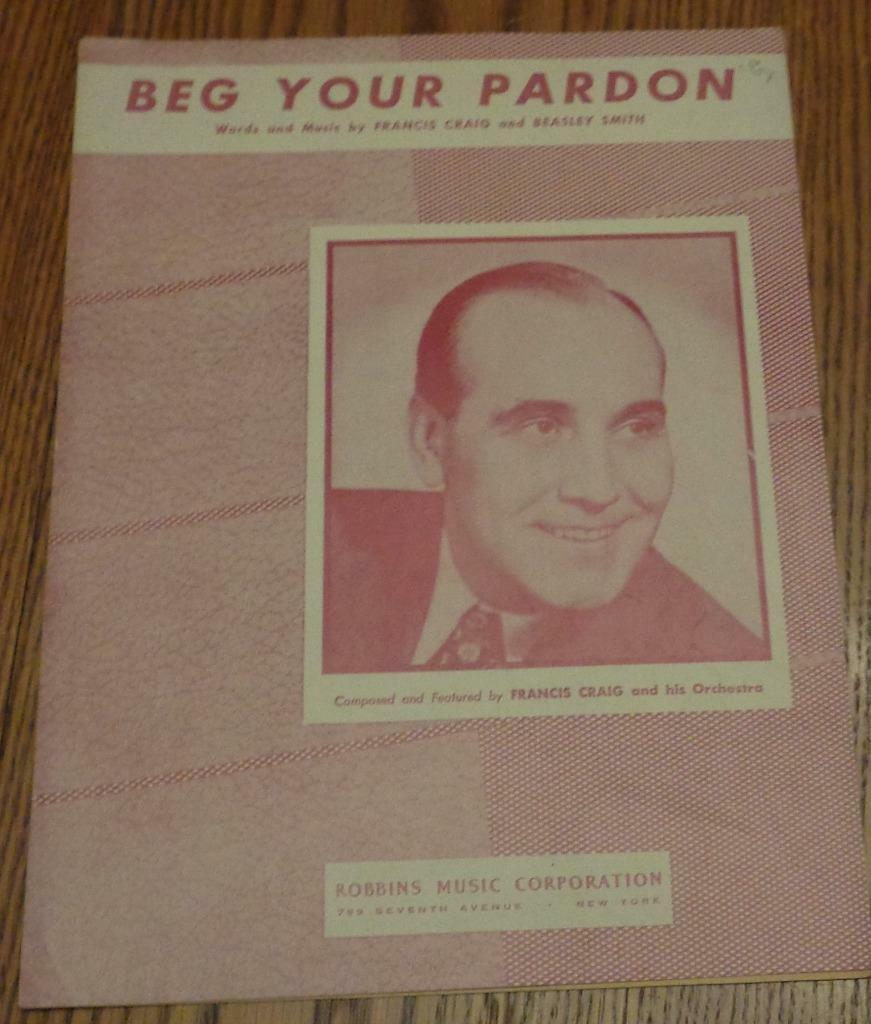 BEG YOUR PARDON
Words and Music by FRANCIS CRAIG and BEASLEY SMITH
Composed and Featured by FRANCIS CRAIG and his Orchestra
ROBBINS MUSIC CORPORATION
799 SEVENTH AVENUE · NEW YORK